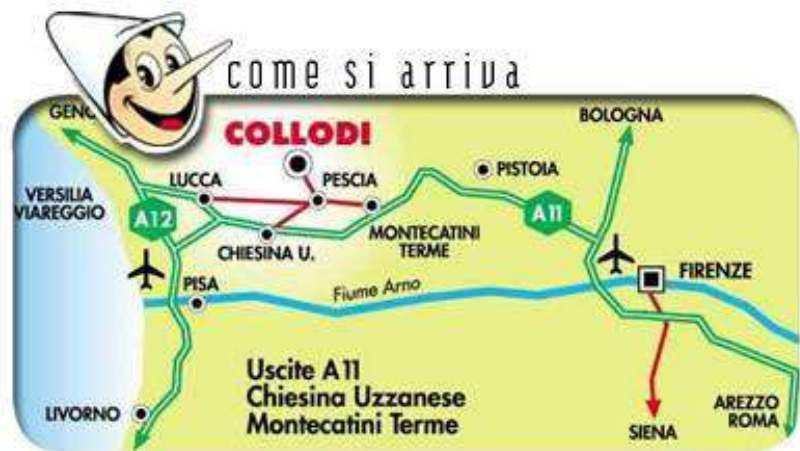 come si arriva
GENO
BOLOGNA
COLLODI
PISTOIA
LUCCA
PESCIA
VERSILIA
VIAREGGIO
A12
A11
MONTECATINI
TERME
CHIESINA U.
FIRENZE
PISA
Fiume Arno
Uscite A11
Chiesina Uzzanese
Montecatini Terme
LIVORNO
SIENA
AREZZO
ROMA